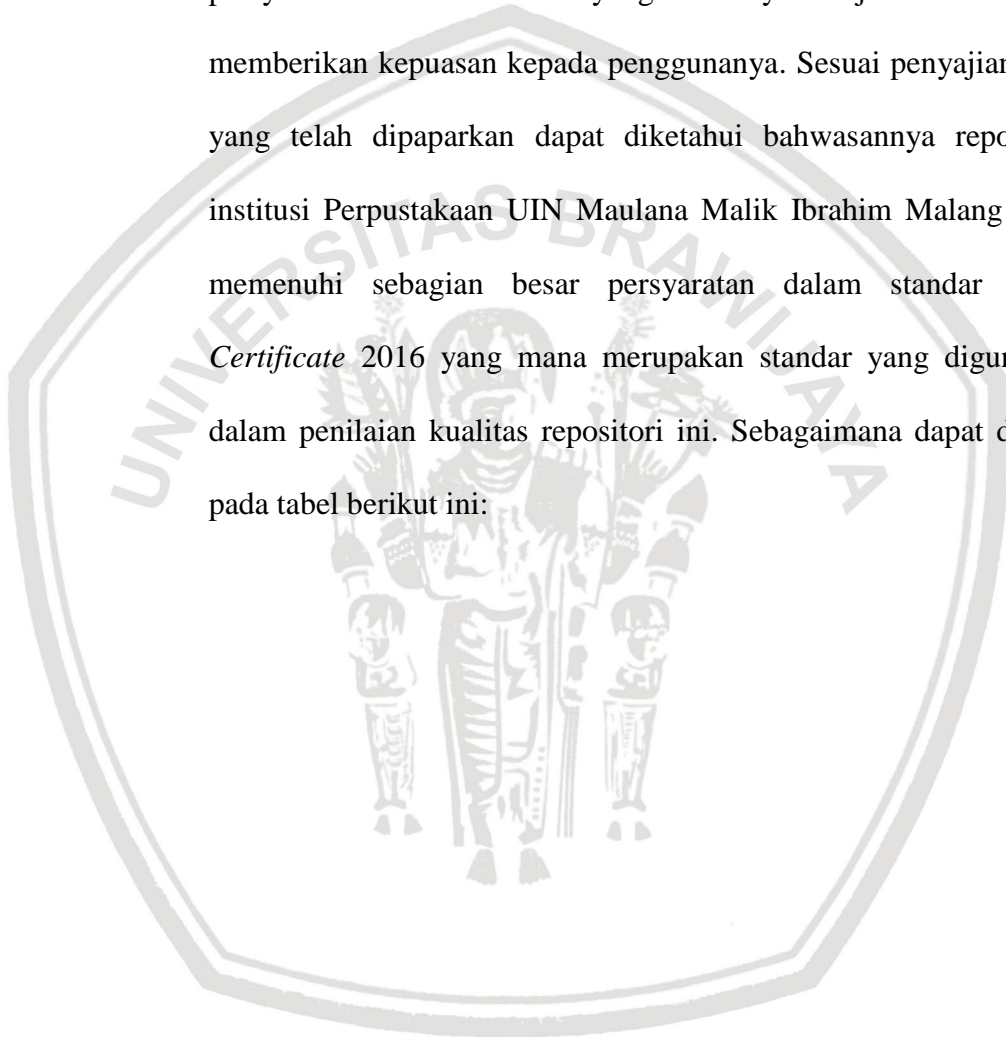 memberikan kepuasan kepada penggunanya. Sesuai penyajian
yang telah dipaparkan dapat diketahui bahwasannya
institusi Perpustakaan UIN Maulana Malik Ibrahim Malang
memenuhi sebagian besar persyaratan dalam standar
Certificate 2016 yang mana merupakan standar yang
dalam penilaian kualitas repositori ini. Sebagaimana dapat
pada tabel berikut ini:
UNIVERSITAS BRAWIJAYA